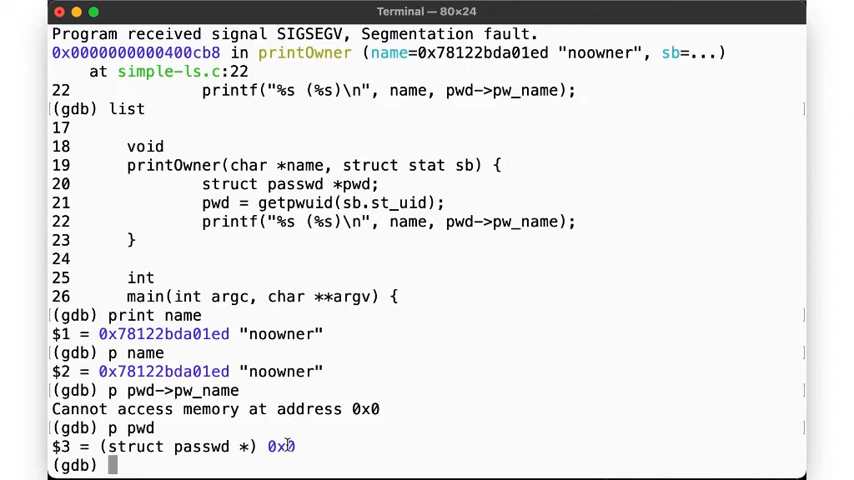 Terminal — 80×24
Program received signal SIGSEGV, Segmentation fault.
0x0000000000400cb8 in printOwner (name=0x78122bda01ed "noowner", sb=...)
    at simple-ls.c:22
22              printf("%s (%s)\n", name, pwd->pw_name);
(gdb) list
17
18      void
19      printOwner(char *name, struct stat sb) {
20              struct passwd *pwd;
21              pwd = getpwuid(sb.st_uid);
22              printf("%s (%s)\n", name, pwd->pw_name);
23      }
24
25      int
26      main(int argc, char **argv) {
(gdb) print name
$1 = 0x78122bda01ed "noowner"
(gdb) p name
$2 = 0x78122bda01ed "noowner"
(gdb) p pwd->pw_name
Cannot access memory at address 0x0
(gdb) p pwd
$3 = (struct passwd *) 0x0
(gdb)